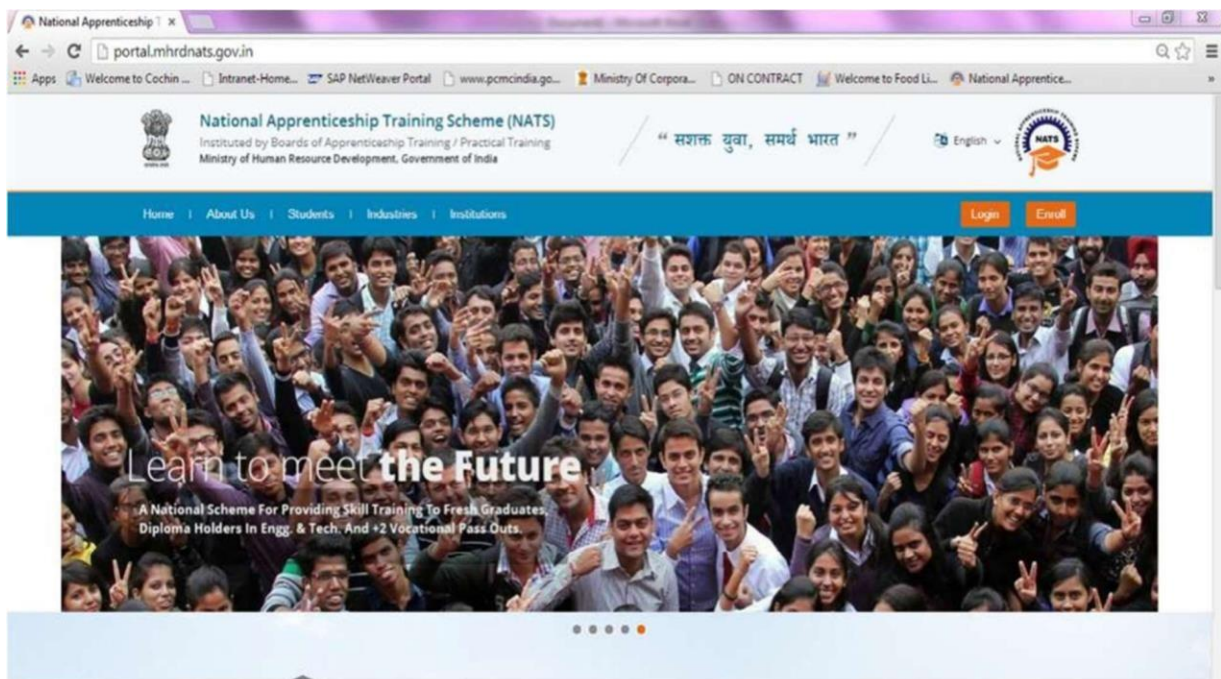 National Apprenticeship T
portal.mhrdnats.gov.in
Apps Welcome to Cochin ... Intranet-Home... SAP NetWeaver Portal www.pcmcindia.go... Ministry Of Corpora... ON CONTRACT Welcome to Food Li... National Apprentice...
National Apprenticeship Training Scheme (NATS)
Instituted by Boards of Apprenticeship Training / Practical Training
Ministry of Human Resource Development, Government of India
“ सशक्त युवा, समर्थ भारत ”
English
NATS
Home | About Us | Students | Industries | Institutions
Login Enroll
Learn to meet the Future
A National Scheme For Providing Skill Training To Fresh Graduates,
Diploma Holders In Engg. & Tech. And +2 Vocational Pass Outs.